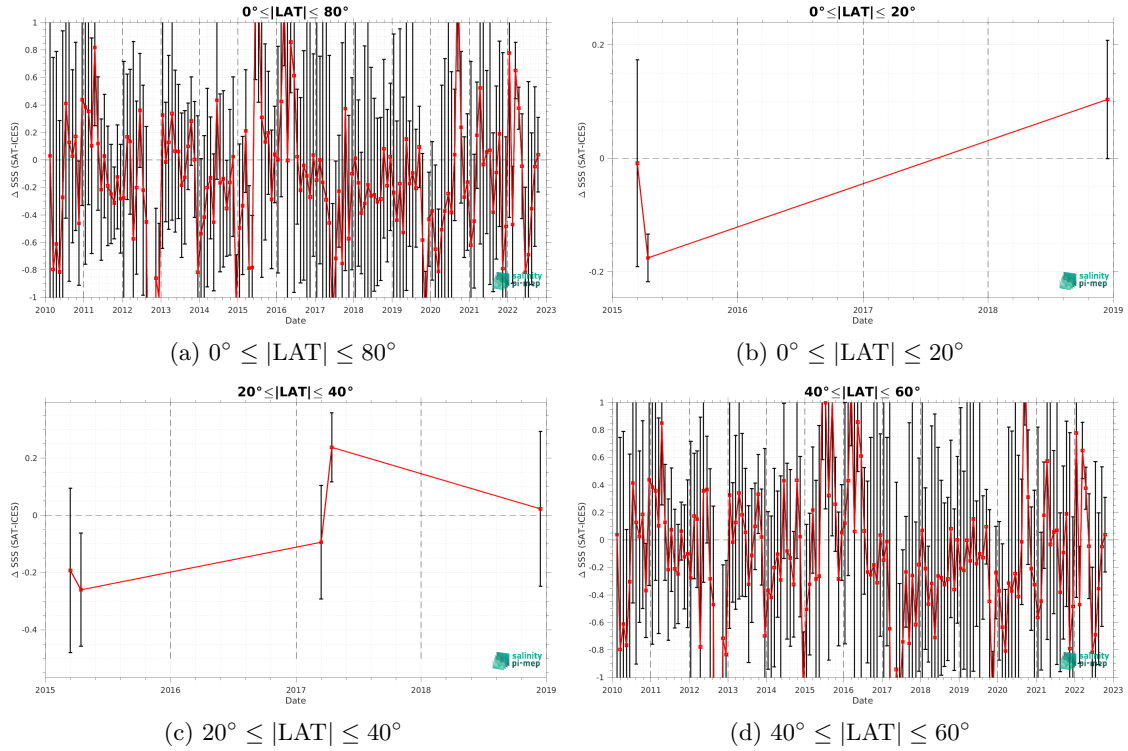 0°≤|LAT|≤ 80°
1
0.8
0.6
0.4
0.2
0
-0.2
-0.4
-0.6
-0.8
-1
Δ SSS (SAT-ICES)
2010 2011 2012 2013 2014 2015 2016 2017 2018 2019 2020 2021 2022 2023
Date
salinity
pi-mep
(a) 0° ≤ |LAT| ≤ 80°
0°≤|LAT|≤ 20°
0.2
0
-0.2
Δ SSS (SAT-ICES)
2015 2016 2017 2018 2019
Date
salinity
pi-mep
(b) 0° ≤ |LAT| ≤ 20°
20°≤|LAT|≤ 40°
0.2
0
-0.2
-0.4
Δ SSS (SAT-ICES)
2015 2016 2017 2018 2019
Date
salinity
pi-mep
(c) 20° ≤ |LAT| ≤ 40°
40°≤|LAT|≤ 60°
1
0.8
0.6
0.4
0.2
0
-0.2
-0.4
-0.6
-0.8
-1
Δ SSS (SAT-ICES)
2010 2011 2012 2013 2014 2015 2016 2017 2018 2019 2020 2021 2022 2023
Date
salinity
pi-mep
(d) 40° ≤ |LAT| ≤ 60°